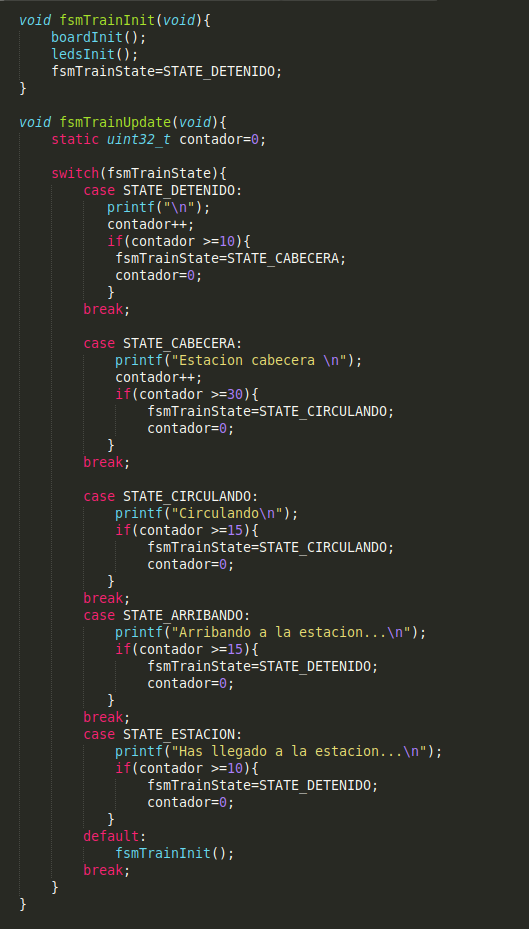 void fsmTrainInit(void){
boardInit();
ledsInit();
fsmTrainState=STATE_DETENIDO;
}
void fsmTrainUpdate(void){
static uint32_t contador=0;
switch(fsmTrainState){
case STATE_DETENIDO:
printf("\n");
contador++;
if(contador >=10){
fsmTrainState=STATE_CABECERA;
contador=0;
}
break;
case STATE_CABECERA:
printf("Estacion cabecera \n");
contador++;
if(contador >=30){
fsmTrainState=STATE_CIRCULANDO;
contador=0;
}
break;
case STATE_CIRCULANDO:
printf("Circulando\n");
if(contador >=15){
fsmTrainState=STATE_CIRCULANDO;
contador=0;
}
break;
case STATE_ARRIBANDO:
printf("Arribando a la estacion...\n");
if(contador >=15){
fsmTrainState=STATE_DETENIDO;
contador=0;
}
break;
case STATE_ESTACION:
printf("Has llegado a la estacion...\n");
if(contador >=10){
fsmTrainState=STATE_DETENIDO;
contador=0;
}
default:
fsmTrainInit();
break;
}
}